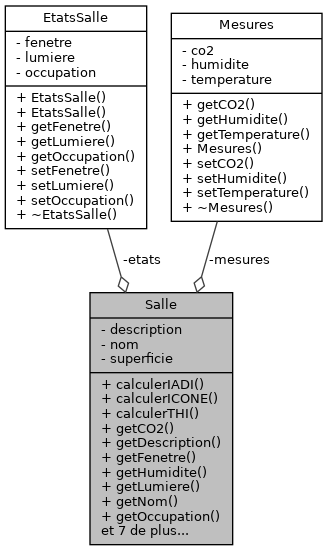 EtatsSalle
- fenetre
- lumiere
- occupation
+ EtatsSalle()
+ EtatsSalle()
+ getFenetre()
+ getLumiere()
+ getOccupation()
+ setFenetre()
+ setLumiere()
+ setOccupation()
+ ~EtatsSalle()
Mesures
- co2
- humidite
- temperature
+ getCO2()
+ getHumidite()
+ getTemperature()
+ Mesures()
+ setCO2()
+ setHumidite()
+ setTemperature()
+ ~Mesures()
-etats
-mesures
Salle
- description
- nom
- superficie
+ calculerIADI()
+ calculerICONE()
+ calculerTHI()
+ getCO2()
+ getDescription()
+ getFenetre()
+ getHumidite()
+ getLumiere()
+ getNom()
+ getOccupation()
et 7 de plus...